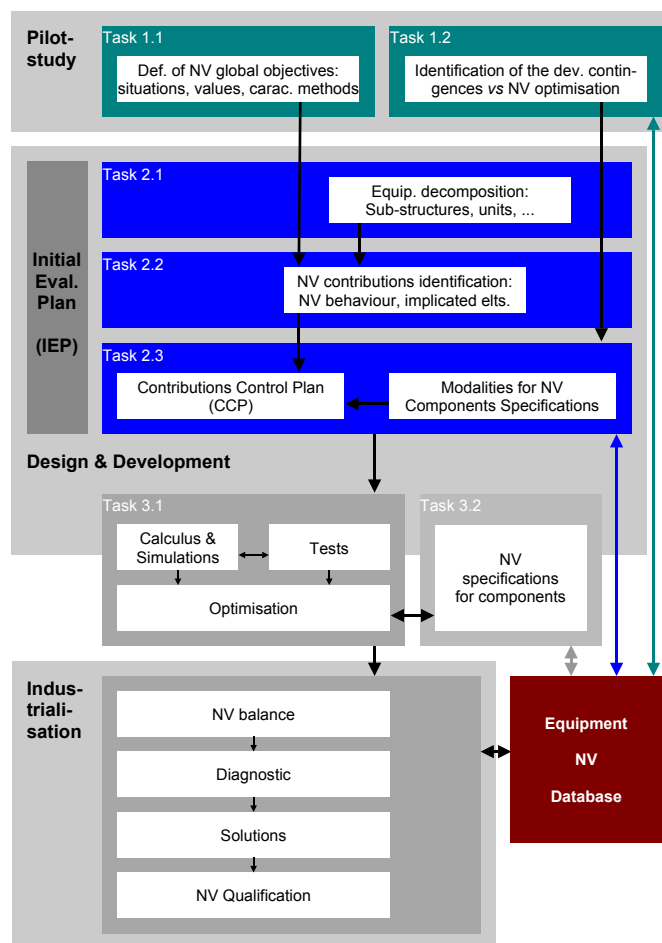 Pilot-
study
Task 1.1
Def. of NV global objectives:
situations, values, carac. methods
Task 1.2
Identification of the dev. contin-
gences vs NV optimisation
Initial
Eval.
Plan
(IEP)
Task 2.1
Equip. decomposition:
Sub-structures, units, ...
Task 2.2
NV contributions identification:
NV behaviour, implicated elts.
Task 2.3
Contributions Control Plan
(CCP)
Modalities for NV
Components Specifications
Design & Development
Task 3.1
Calculus &
Simulations
Tests
Optimisation
Task 3.2
NV
specifications
for components
Indus-
triali-
sation
NV balance
Diagnostic
Solutions
NV Qualification
Equipment
NV
Database